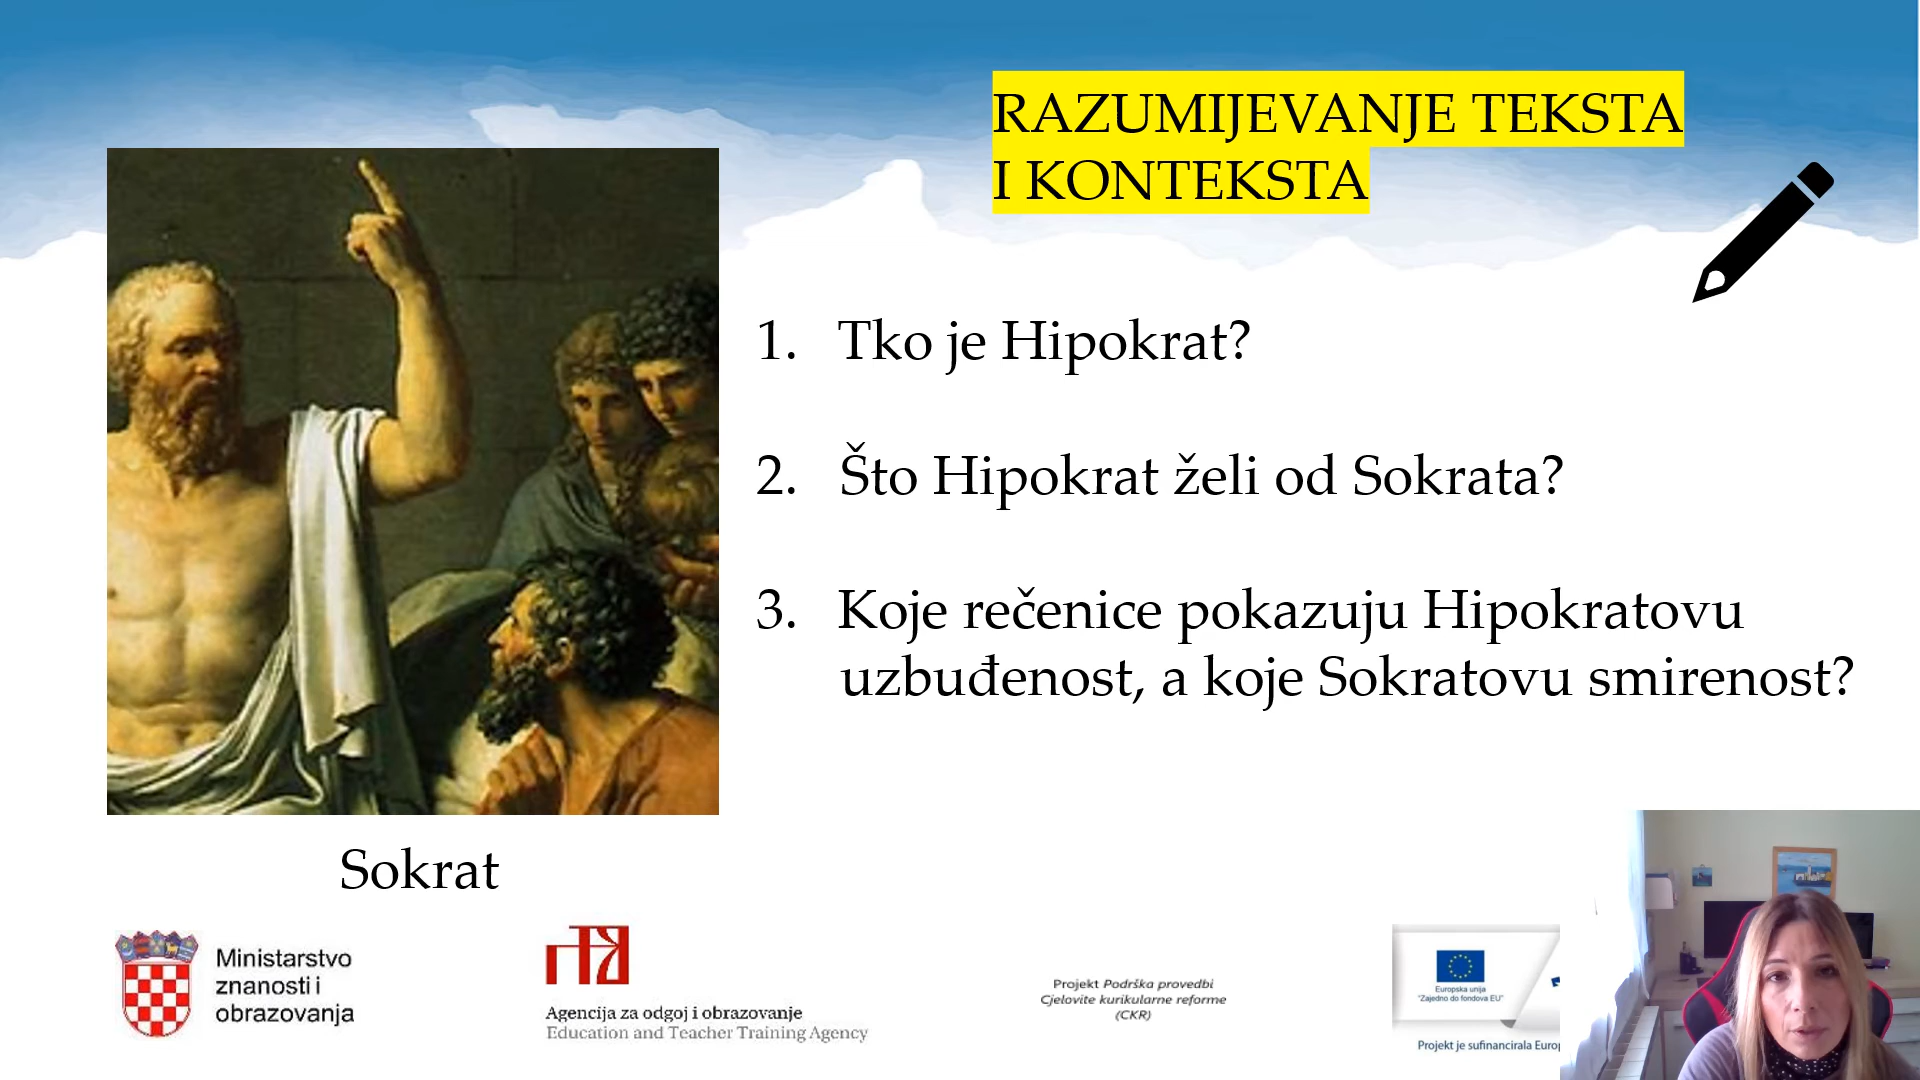 RAZUMIJEVANJE TEKSTA
I KONTEKSTA
1. Tko je Hipokrat?
2. Što Hipokrat želi od Sokrata?
3. Koje rečenice pokazuju Hipokratovu
uzbuđenost, a koje Sokratovu smirenost?
Sokrat
Ministarstvo
znanosti i
obrazovanja
Agencija za odgoj i obrazovanje
Education and Teacher Training Agency
Projekt Podrška provedbi
Cjelovite kurikularne reforme
(CKR)
Europska unija
"Zajedno do fondova EU"
Projekt je sufinancirala Euro